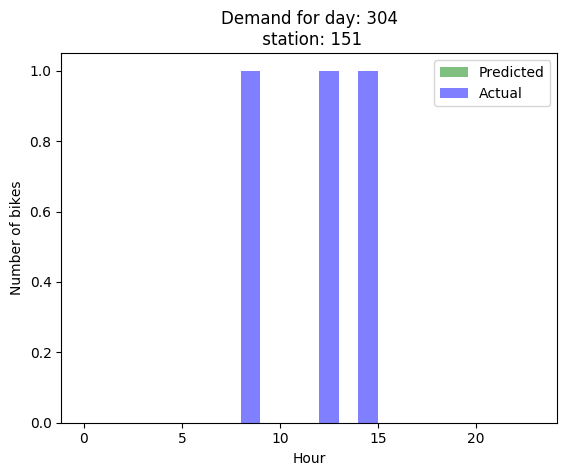 Demand for day: 304
station: 151
Predicted
Actual
1.0
0.8
0.6
0.4
0.2
0.0
Number of bikes
0 5 10 15 20
Hour